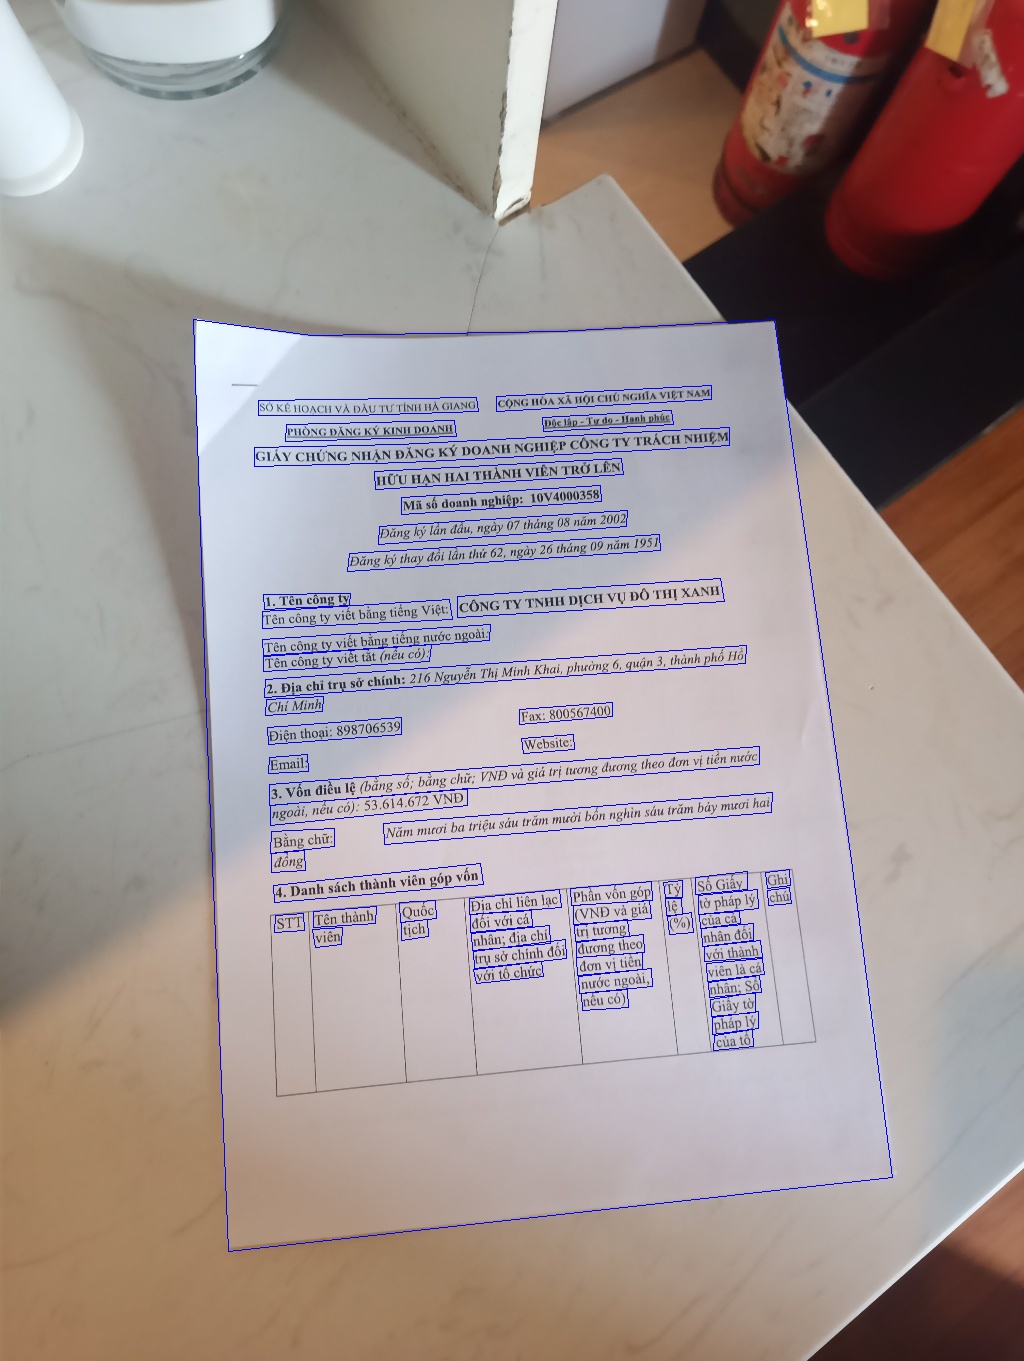 SỞ KẾ HOẠCH VÀ ĐẦU TƯ TỈNH HÀ GIANG
CỘNG HÒA XÃ HỘI CHỦ NGHĨA VIỆT NAM
PHÒNG ĐĂNG KÝ KINH DOANH
Độc lập - Tự do - Hạnh phúc
GIẤY CHỨNG NHẬN ĐĂNG KÝ DOANH NGHIỆP CÔNG TY TRÁCH NHIỆM
HỮU HẠN HAI THÀNH VIÊN TRỞ LÊN
Mã số doanh nghiệp: 10V4000358
Đăng ký lần đầu, ngày 07 tháng 08 năm 2002
Đăng ký thay đổi lần thứ 62, ngày 26 tháng 09 năm 1951
1. Tên công ty
Tên công ty viết bằng tiếng Việt: CÔNG TY TNHH DỊCH VỤ ĐÔ THỊ XANH
Tên công ty viết bằng tiếng nước ngoài:
Tên công ty viết tắt (nếu có):
2. Địa chỉ trụ sở chính: 216 Nguyễn Thị Minh Khai, phường 6, quận 3, thành phố Hồ
Chí Minh
Điện thoại: 898706539
Fax: 800567400
Email:
Website:
3. Vốn điều lệ (bằng số; bằng chữ; VNĐ và giá trị tương đương theo đơn vị tiền nước
ngoài, nếu có): 53.614.672 VNĐ
Bằng chữ: Năm mươi ba triệu sáu trăm mười bốn nghìn sáu trăm bảy mươi hai
đồng
4. Danh sách thành viên góp vốn
STT
Tên thành
viên
Quốc
tịch
Địa chỉ liên lạc
đối với cá
nhân; địa chỉ
trụ sở chính đối
với tổ chức
Phần vốn góp
(VNĐ và giá
trị tương
đương theo
đơn vị tiền
nước ngoài,
nếu có)
Tỷ
lệ
(%)
Số Giấy
tờ pháp lý
của cá
nhân đối
với thành
viên là cá
nhân; Số
Giấy tờ
pháp lý
của tổ
Ghi
chú